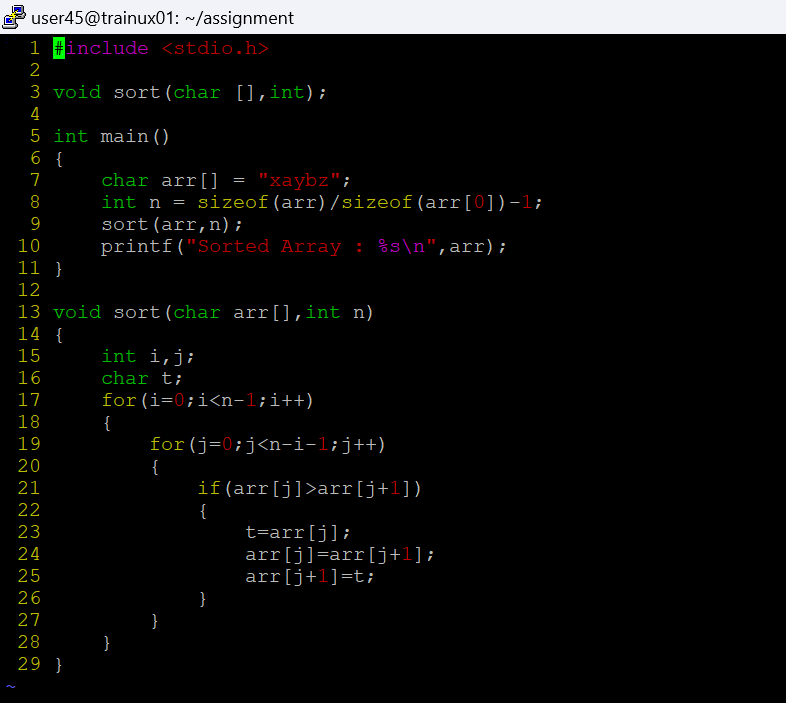 user45@trainux01: ~/assignment
1 #include <stdio.h>
2
3 void sort(char [],int);
4
5 int main()
6 {
7     char arr[] = "xaybz";
8     int n = sizeof(arr)/sizeof(arr[0])-1;
9     sort(arr,n);
10     printf("Sorted Array : %s\n",arr);
11 }
12
13 void sort(char arr[],int n)
14 {
15     int i,j;
16     char t;
17     for(i=0;i<n-1;i++)
18     {
19         for(j=0;j<n-i-1;j++)
20         {
21             if(arr[j]>arr[j+1])
22             {
23                 t=arr[j];
24                 arr[j]=arr[j+1];
25                 arr[j+1]=t;
26             }
27         }
28     }
29 }
~